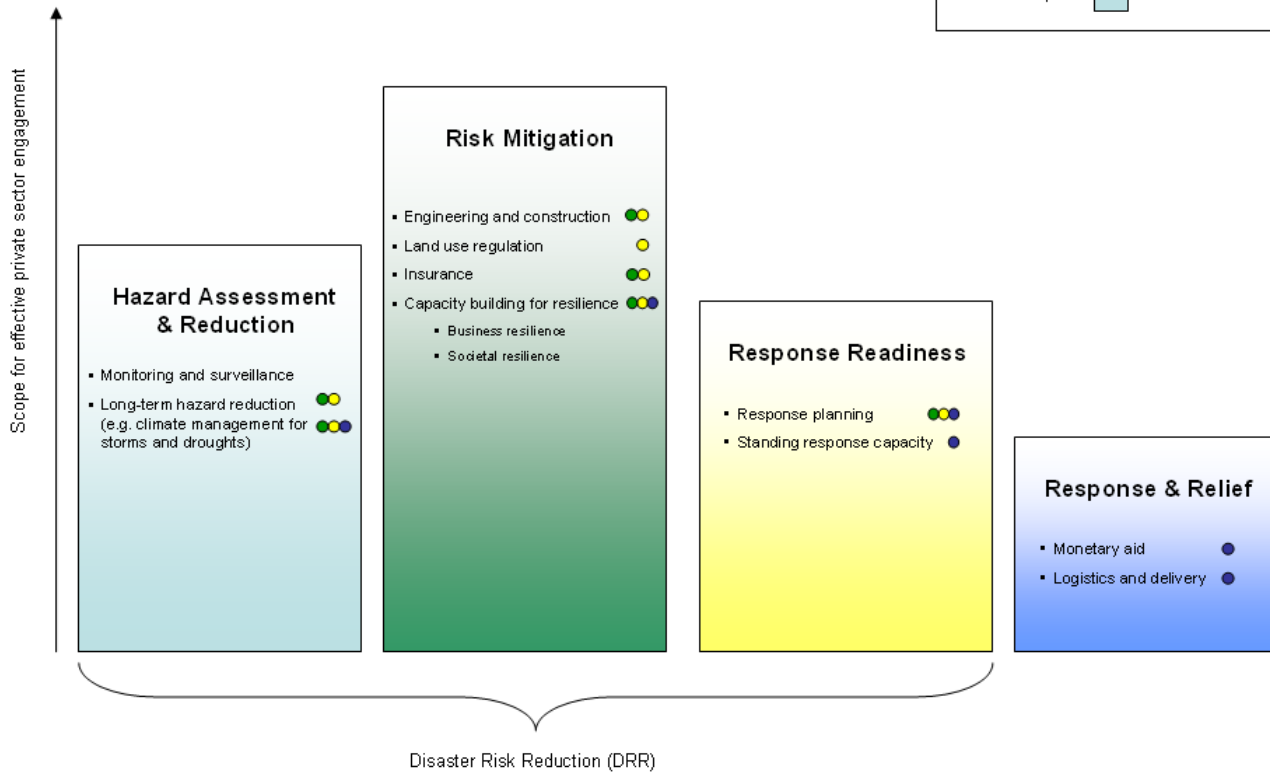 Scope for effective private sector engagement
Hazard Assessment
& Reduction
▪ Monitoring and surveillance
▪ Long-term hazard reduction
(e.g. climate management for
storms and droughts)
Risk Mitigation
▪ Engineering and construction
▪ Land use regulation
▪ Insurance
▪ Capacity building for resilience
▪ Business resilience
▪ Societal resilience
Response Readiness
▪ Response planning
▪ Standing response capacity
Response & Relief
▪ Monetary aid
▪ Logistics and delivery
Disaster Risk Reduction (DRR)